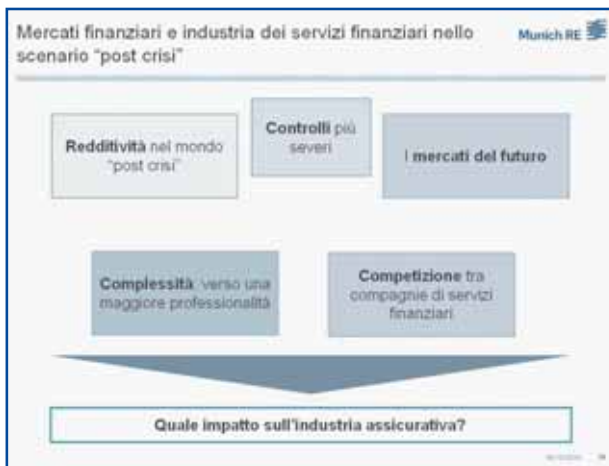 Mercati finanziari e industria dei servizi finanziari nello
scenario "post crisi"
Munich RE
Redditività nel mondo
"post crisi"
Controlli più
severi
I mercati del futuro
Complessità: verso una
maggiore professionalità
Competizione tra
compagnie di servizi
finanziari
Quale impatto sull'industria assicurativa?